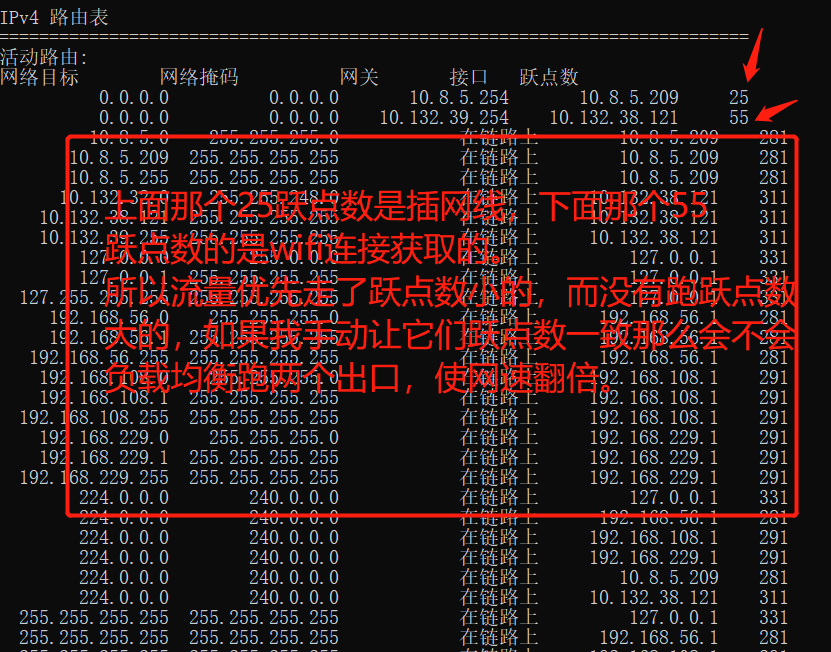 IPv4 路由表
===========================================================================
活动路由:
网络目标 网络掩码 网关 接口 跃点数
0.0.0.0 0.0.0.0 10.8.5.254 10.8.5.209 25
0.0.0.0 0.0.0.0 10.132.39.254 10.132.38.121 55
10.8.5.0 255.255.255.0 在链路上 10.8.5.209 281
10.8.5.209 255.255.255.255 在链路上 10.8.5.209 281
10.8.5.255 255.255.255.255 在链路上 10.8.5.209 281
10.132.32.0 255.255.248.0 在链路上 10.132.38.121 311
10.132.38.121 255.255.255.255 在链路上 10.132.38.121 311
10.132.39.255 255.255.255.255 在链路上 10.132.38.121 311
127.0.0.0 255.0.0.0 在链路上 127.0.0.1 331
127.0.0.1 255.255.255.255 在链路上 127.0.0.1 331
127.255.255.255 255.255.255.255 在链路上 127.0.0.1 331
192.168.56.0 255.255.255.0 在链路上 192.168.56.1 281
192.168.56.1 255.255.255.255 在链路上 192.168.56.1 281
192.168.56.255 255.255.255.255 在链路上 192.168.56.1 281
192.168.108.0 255.255.255.0 在链路上 192.168.108.1 291
192.168.108.1 255.255.255.255 在链路上 192.168.108.1 291
192.168.108.255 255.255.255.255 在链路上 192.168.108.1 291
192.168.229.0 255.255.255.0 在链路上 192.168.229.1 291
192.168.229.1 255.255.255.255 在链路上 192.168.229.1 291
192.168.229.255 255.255.255.255 在链路上 192.168.229.1 291
224.0.0.0 240.0.0.0 在链路上 127.0.0.1 331
224.0.0.0 240.0.0.0 在链路上 192.168.56.1 281
224.0.0.0 240.0.0.0 在链路上 192.168.108.1 291
224.0.0.0 240.0.0.0 在链路上 192.168.229.1 291
224.0.0.0 240.0.0.0 在链路上 10.8.5.209 281
224.0.0.0 240.0.0.0 在链路上 10.132.38.121 311
255.255.255.255 255.255.255.255 在链路上 127.0.0.1 331
255.255.255.255 255.255.255.255 在链路上 192.168.56.1 281
上面那个25跃点数是插网线，下面那个55
跃点数的是wifi连接获取的。
所以流量优先走了跃点数小的，而没有跑跃点数
大的，如果我手动让它们跃点数一致那么会不会
负载均衡跑两个出口，使网速翻倍。